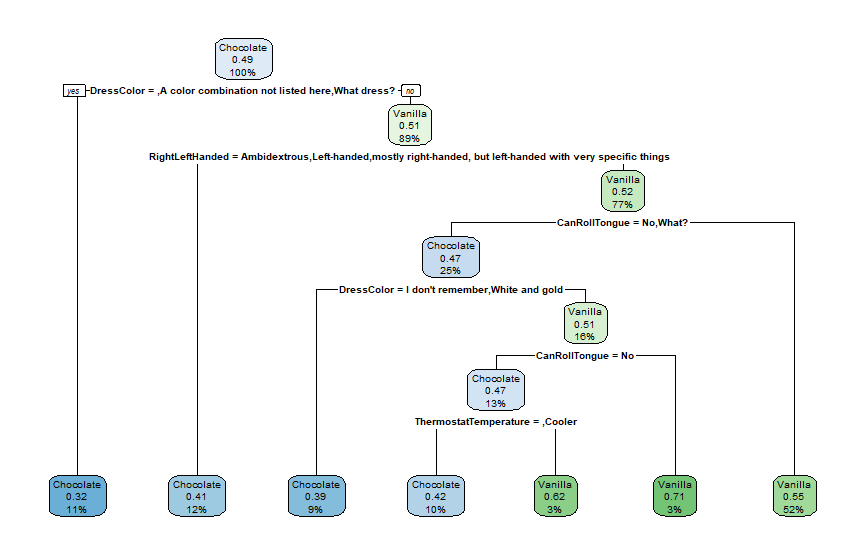 Chocolate
0.49
100%
yes DressColor = ,A color combination not listed here,What dress? no
Vanilla
0.51
89%
RightLeftHanded = Ambidextrous,Left-handed,mostly right-handed, but left-handed with very specific things
Vanilla
0.52
77%
CanRollTongue = No,What?
Chocolate
0.47
25%
DressColor = I don't remember,White and gold
Vanilla
0.51
16%
CanRollTongue = No
Chocolate
0.47
13%
ThermostatTemperature = ,Cooler
Chocolate
0.32
11%
Chocolate
0.41
12%
Chocolate
0.39
9%
Chocolate
0.42
10%
Vanilla
0.62
3%
Vanilla
0.71
3%
Vanilla
0.55
52%